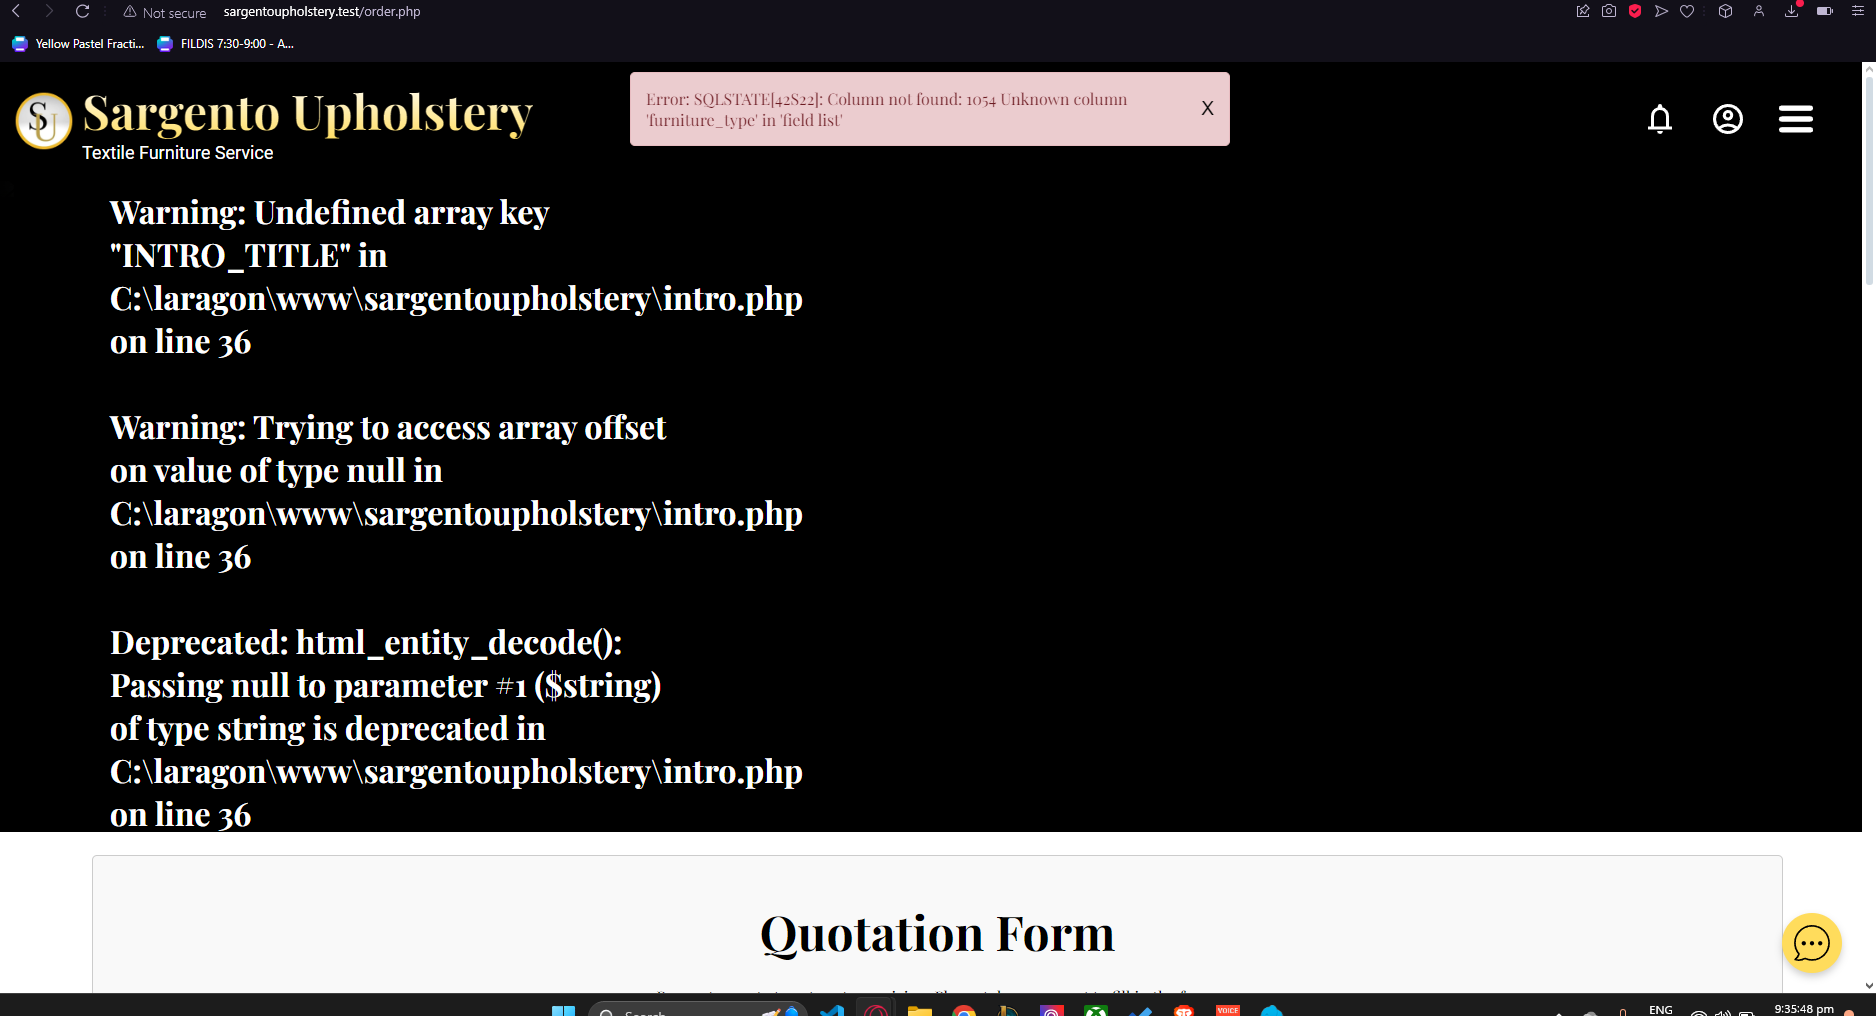 Not secure
sargentoupholstery.test/order.php
Yellow Pastel Fracti...
FILDIS 7:30-9:00 - A...
SU
Sargento Upholstery
Textile Furniture Service
Error: SQLSTATE[42S22]: Column not found: 1054 Unknown column
'furniture_type' in 'field list'
X
Warning: Undefined array key
"INTRO_TITLE" in
C:\laragon\www\sargentoupholstery\intro.php
on line 36
Warning: Trying to access array offset
on value of type null in
C:\laragon\www\sargentoupholstery\intro.php
on line 36
Deprecated: html_entity_decode():
Passing null to parameter #1 ($string)
of type string is deprecated in
C:\laragon\www\sargentoupholstery\intro.php
on line 36
Quotation Form
Search
VOICE
ENG
9:35:48 pm